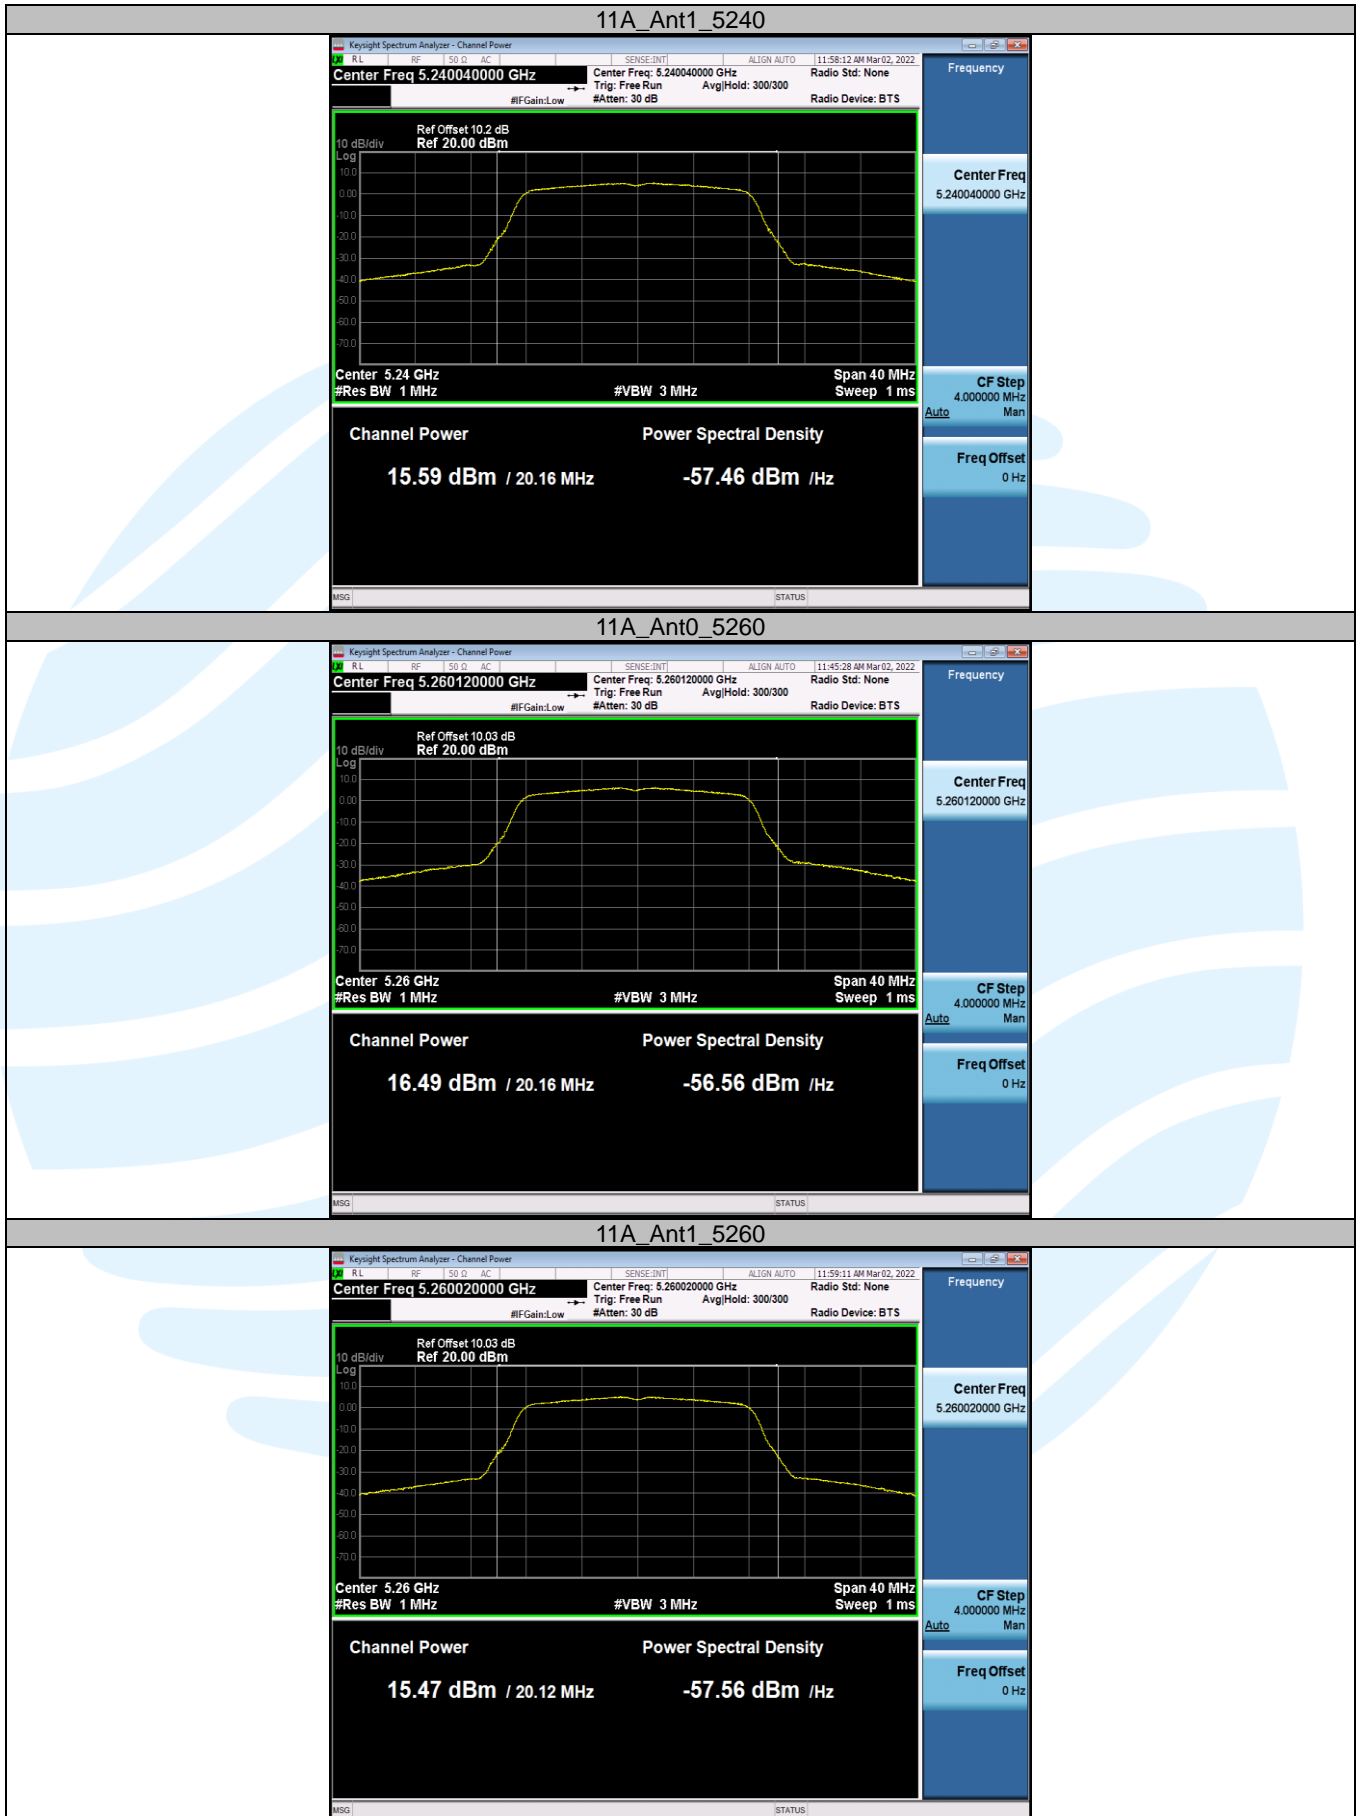 11A_Ant1_5240
Keysight Spectrum Analyzer - Channel Power
RL RF 50 Ω AC SENSE:INT ALIGN AUTO 11:58:12 AM Mar 02, 2022
Center Freq 5.240040000 GHz Center Freq: 5.240040000 GHz Radio Std: None Frequency
Trig: Free Run Avg|Hold: 300/300
#IFGain:Low #Atten: 30 dB Radio Device: BTS
Ref Offset 10.2 dB
10 dB/div Ref 20.00 dBm
Log
10.0
0.00
-10.0
-20.0
-30.0
-40.0
-50.0
-60.0
-70.0
Center Freq
5.240040000 GHz
Center 5.24 GHz Span 40 MHz
#Res BW 1 MHz #VBW 3 MHz Sweep 1 ms
CF Step
4.000000 MHz
Auto Man
Channel Power Power Spectral Density
15.59 dBm / 20.16 MHz -57.46 dBm /Hz
Freq Offset
0 Hz
MSG STATUS
11A_Ant0_5260
Keysight Spectrum Analyzer - Channel Power
RL RF 50 Ω AC SENSE:INT ALIGN AUTO 11:45:28 AM Mar 02, 2022
Center Freq 5.260120000 GHz Center Freq: 5.260120000 GHz Radio Std: None Frequency
Trig: Free Run Avg|Hold: 300/300
#IFGain:Low #Atten: 30 dB Radio Device: BTS
Ref Offset 10.03 dB
10 dB/div Ref 20.00 dBm
Log
10.0
0.00
-10.0
-20.0
-30.0
-40.0
-50.0
-60.0
-70.0
Center Freq
5.260120000 GHz
Center 5.26 GHz Span 40 MHz
#Res BW 1 MHz #VBW 3 MHz Sweep 1 ms
CF Step
4.000000 MHz
Auto Man
Channel Power Power Spectral Density
16.49 dBm / 20.16 MHz -56.56 dBm /Hz
Freq Offset
0 Hz
MSG STATUS
11A_Ant1_5260
Keysight Spectrum Analyzer - Channel Power
RL RF 50 Ω AC SENSE:INT ALIGN AUTO 11:59:11 AM Mar 02, 2022
Center Freq 5.260020000 GHz Center Freq: 5.260020000 GHz Radio Std: None Frequency
Trig: Free Run Avg|Hold: 300/300
#IFGain:Low #Atten: 30 dB Radio Device: BTS
Ref Offset 10.03 dB
10 dB/div Ref 20.00 dBm
Log
10.0
0.00
-10.0
-20.0
-30.0
-40.0
-50.0
-60.0
-70.0
Center Freq
5.260020000 GHz
Center 5.26 GHz Span 40 MHz
#Res BW 1 MHz #VBW 3 MHz Sweep 1 ms
CF Step
4.000000 MHz
Auto Man
Channel Power Power Spectral Density
15.47 dBm / 20.12 MHz -57.56 dBm /Hz
Freq Offset
0 Hz
MSG STATUS